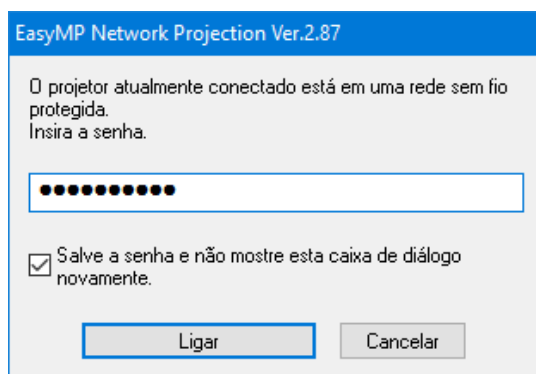 EasyMP Network Projection Ver.2.87
O projetor atualmente conectado está em uma rede sem fio
protegida.
Insira a senha.
●●●●●●●●●●
Salve a senha e não mostre esta caixa de diálogo
novamente.
Ligar
Cancelar